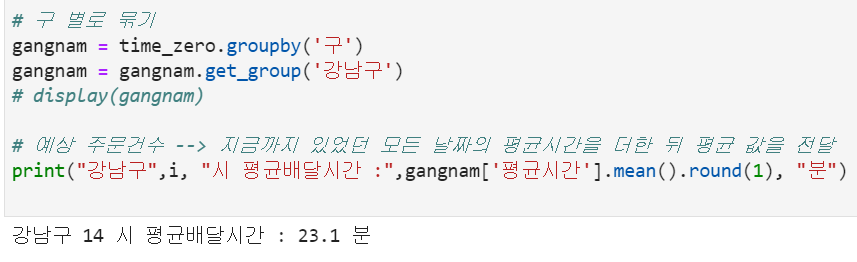 # 구 별로 묶기
gangnam = time_zero.groupby('구')
gangnam = gangnam.get_group('강남구')
# display(gangnam)
# 예상 주문건수 --> 지금까지 있었던 모든 날짜의 평균시간을 더한 뒤 평균 값을 전달
print("강남구",i, "시 평균배달시간 :",gangnam['평균시간'].mean().round(1), "분")
강남구 14 시 평균배달시간 : 23.1 분